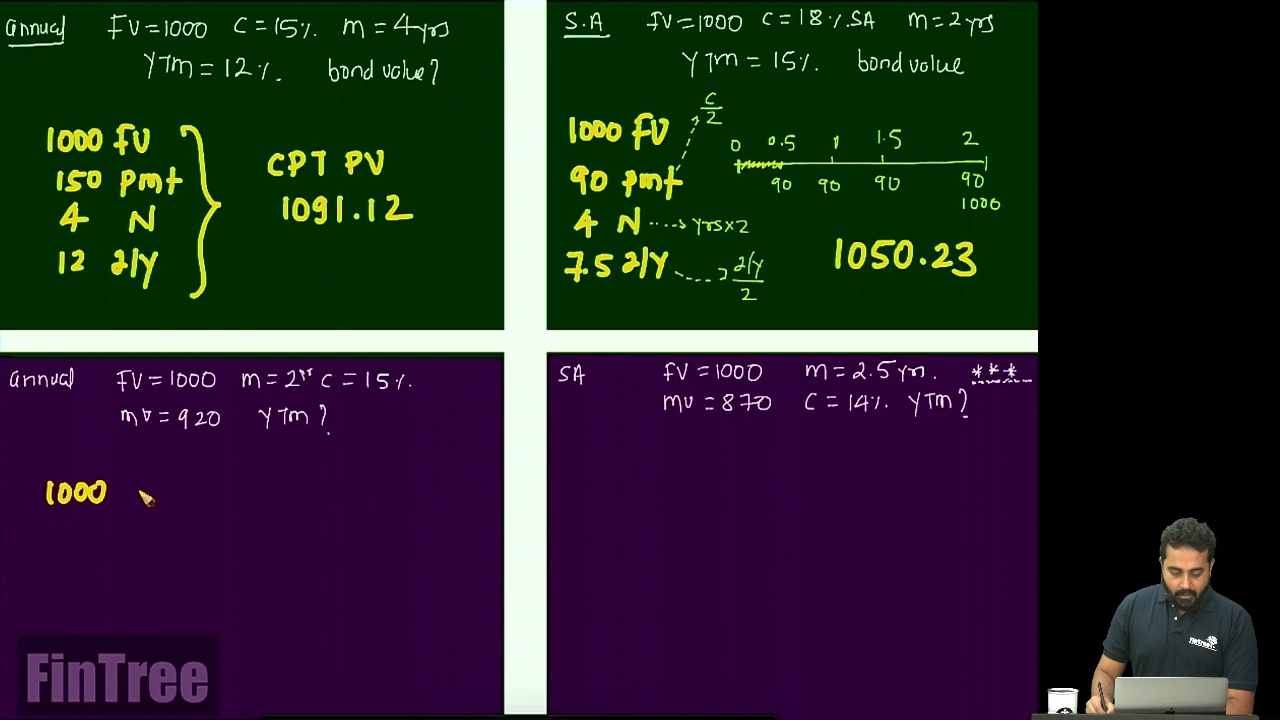 annual FV=1000 C=15%. m=4yrs
YTM=12%. bond value?
1000 FV
150 pmt
4 N
12 I/Y
CPT PV
1091.12
S.A FV=1000 C=18%.SA m=2yrs
YTM=15%. bond value
1000 FV
90 pmt
4 N → yrs×2
7.5 I/Y → I/Y
2
C
2
0 0.5 1 1.5 2
90 90 90 90
1000
1050.23
annual FV=1000 m=2yr C=15%.
mV=920 YTM?
1000
SA FV=1000 m=2.5yr. ***
MV=870 C=14%. YTM?
FinTree
FinTree